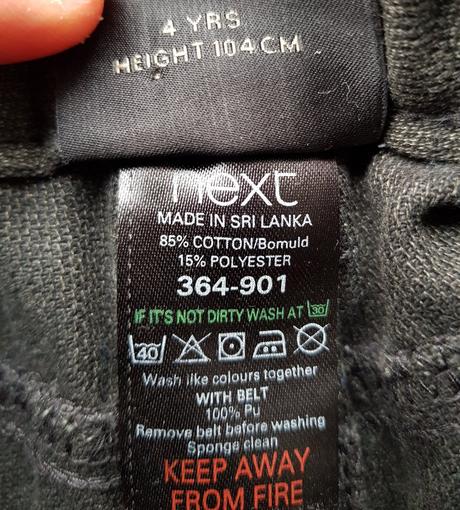 4 YRS
HEIGHT 104 CM
next
MADE IN SRI LANKA
85% COTTON/Bomuld
15% POLYESTER
364-901
IF IT'S NOT DIRTY WASH AT 30
40
Wash like colours together
WITH BELT
100% Pu
Remove belt before washing
Sponge clean
KEEP AWAY
FROM FIRE